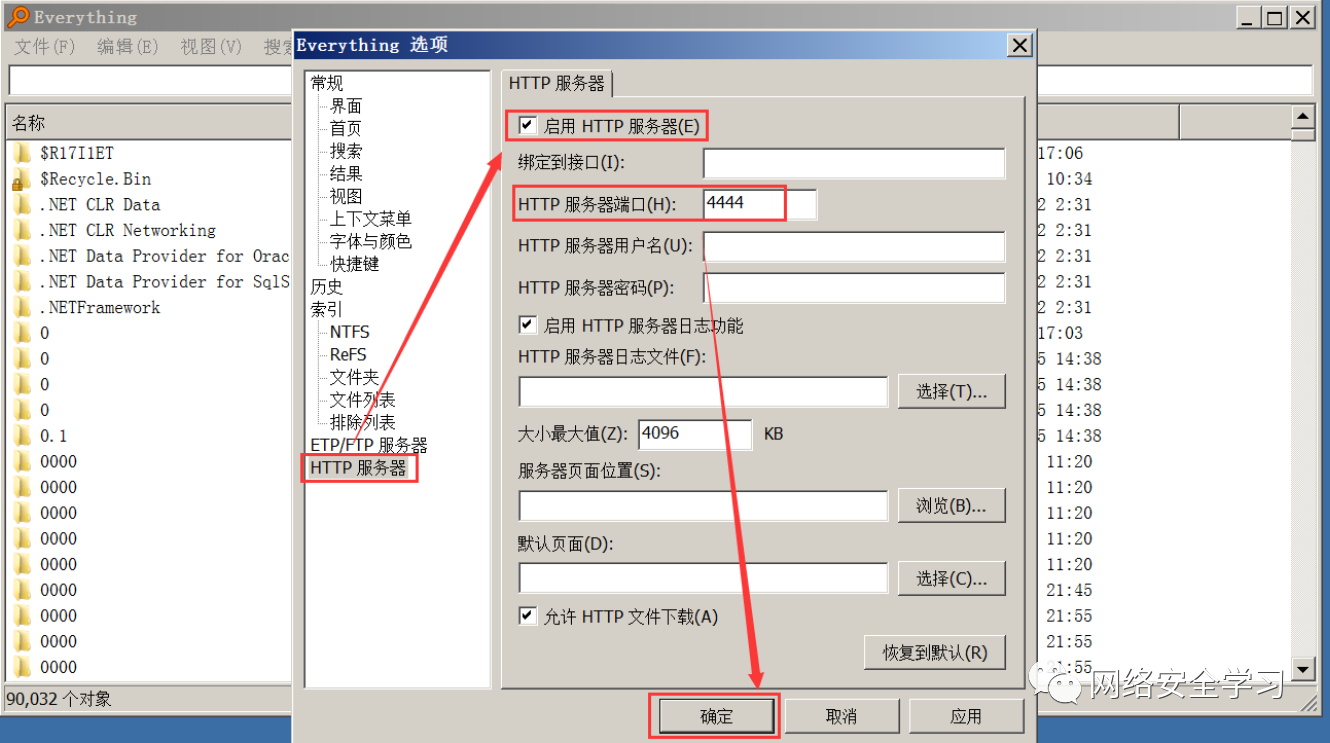 Everything
文件(F) 编辑(E) 视图(V) 搜索
名称
$R17I1ET
$Recycle.Bin
.NET CLR Data
.NET CLR Networking
.NET Data Provider for Orac
.NET Data Provider for SqlS
.NETFramework
0
0
0
0
0.1
0000
0000
0000
0000
0000
0000
0000
0000
0000
90,032 个对象
Everything 选项
常规
界面
首页
搜索
结果
视图
上下文菜单
字体与颜色
快捷键
历史
索引
NTFS
ReFS
文件夹
文件列表
排除列表
ETP/FTP 服务器
HTTP 服务器
HTTP 服务器
启用 HTTP 服务器(E)
绑定到接口(I):
HTTP 服务器端口(H): 4444
HTTP 服务器用户名(U):
HTTP 服务器密码(P):
启用 HTTP 服务器日志功能
HTTP 服务器日志文件(F):
选择(T)...
大小最大值(Z): 4096 KB
服务器页面位置(S):
浏览(B)...
默认页面(D):
选择(C)...
允许 HTTP 文件下载(A)
恢复到默认(R)
确定 取消 应用
17:06
10:34
2 2:31
2 2:31
2 2:31
2 2:31
2 2:31
17:03
5 14:38
5 14:38
5 14:38
5 14:38
11:20
11:20
11:20
11:20
11:20
21:45
21:55
21:55
:55
网络安全学习